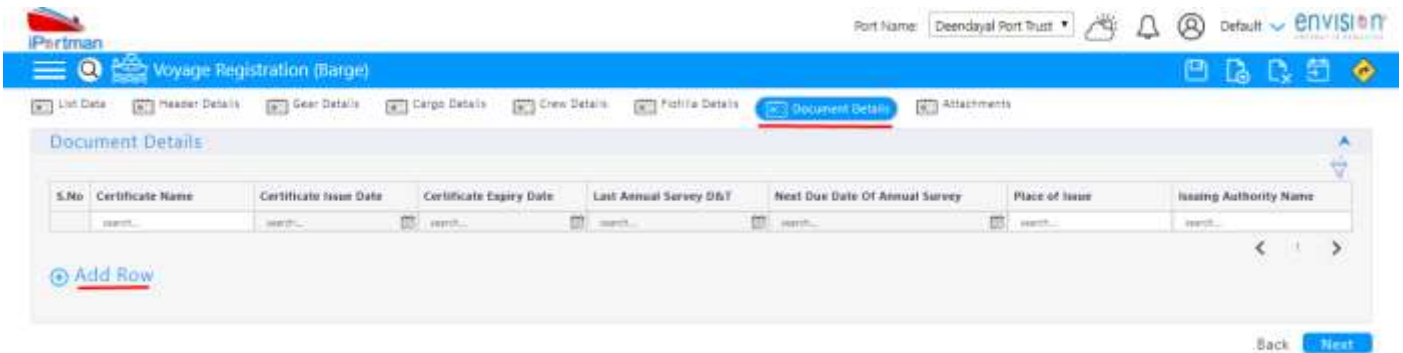 Port Name: Deendayal Port Trust Default envision
iPortman
Voyage Registration (Barge)
List Data Header Details Gear Details Cargo Details Crew Details Flotilla Details Document Details Attachments
Document Details
S.No Certificate Name Certificate Issue Date Certificate Expiry Date Last Annual Survey D&T Next Due Date Of Annual Survey Place of Issue Issuing Authority Name
search... search... search... search... search... search... search...
1
Add Row
Back Next